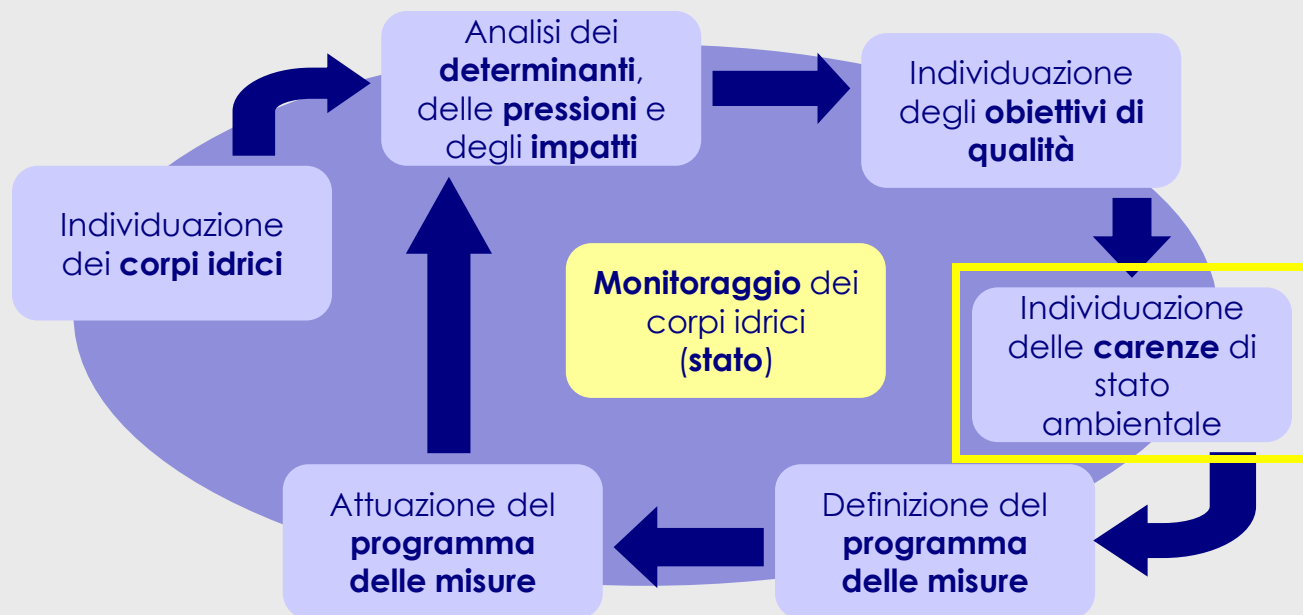 Individuazione
dei corpi idrici
Analisi dei
determinanti,
delle pressioni e
degli impatti
Individuazione
degli obiettivi di
qualità
Individuazione
delle carenze di
stato
ambientale
Definizione del
programma
delle misure
Attuazione del
programma
delle misure
Monitoraggio dei
corpi idrici
(stato)